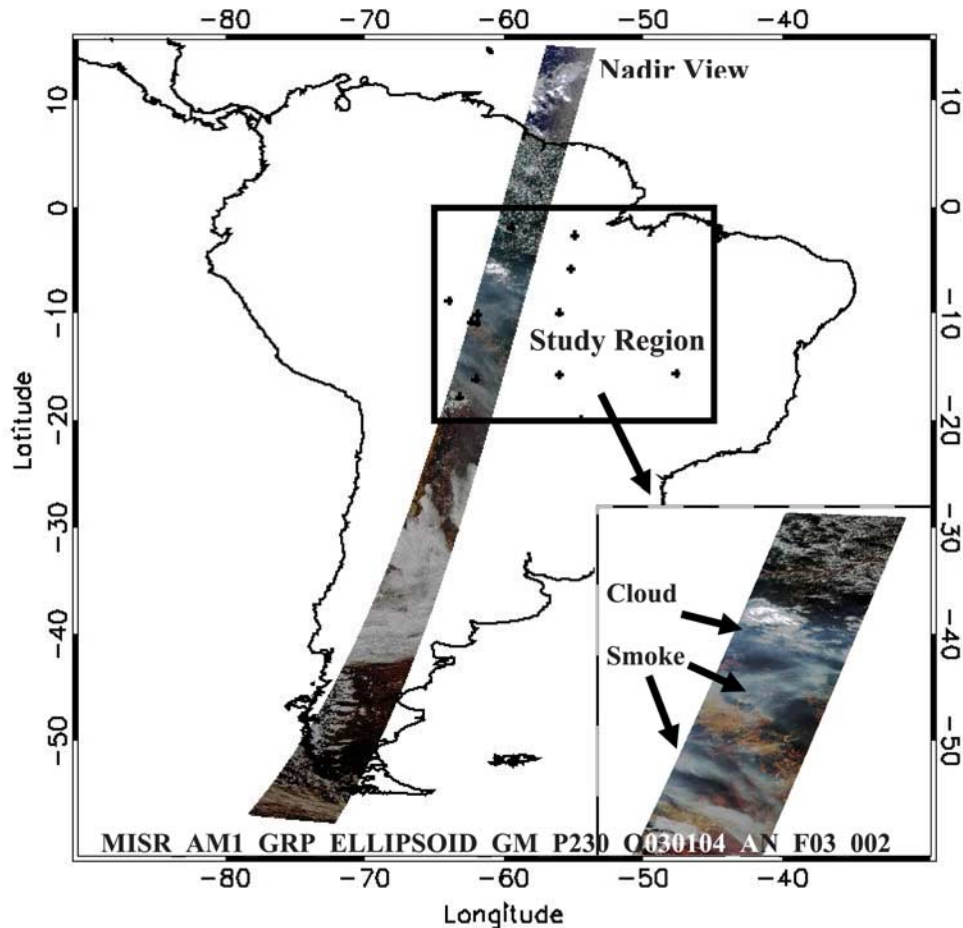 -80 -70 -60 -50 -40
Nadir View
10 10
0 0
-10 -10
Study Region
-20 -20
Latitude
-30 -30
Cloud
-40 -40
Smoke
-50 -50
MISR_AM1_GRP_ELLIPSOID_GM_P230_O030104_AN_F03_002
-80 -70 -60 -50 -40
Longitude